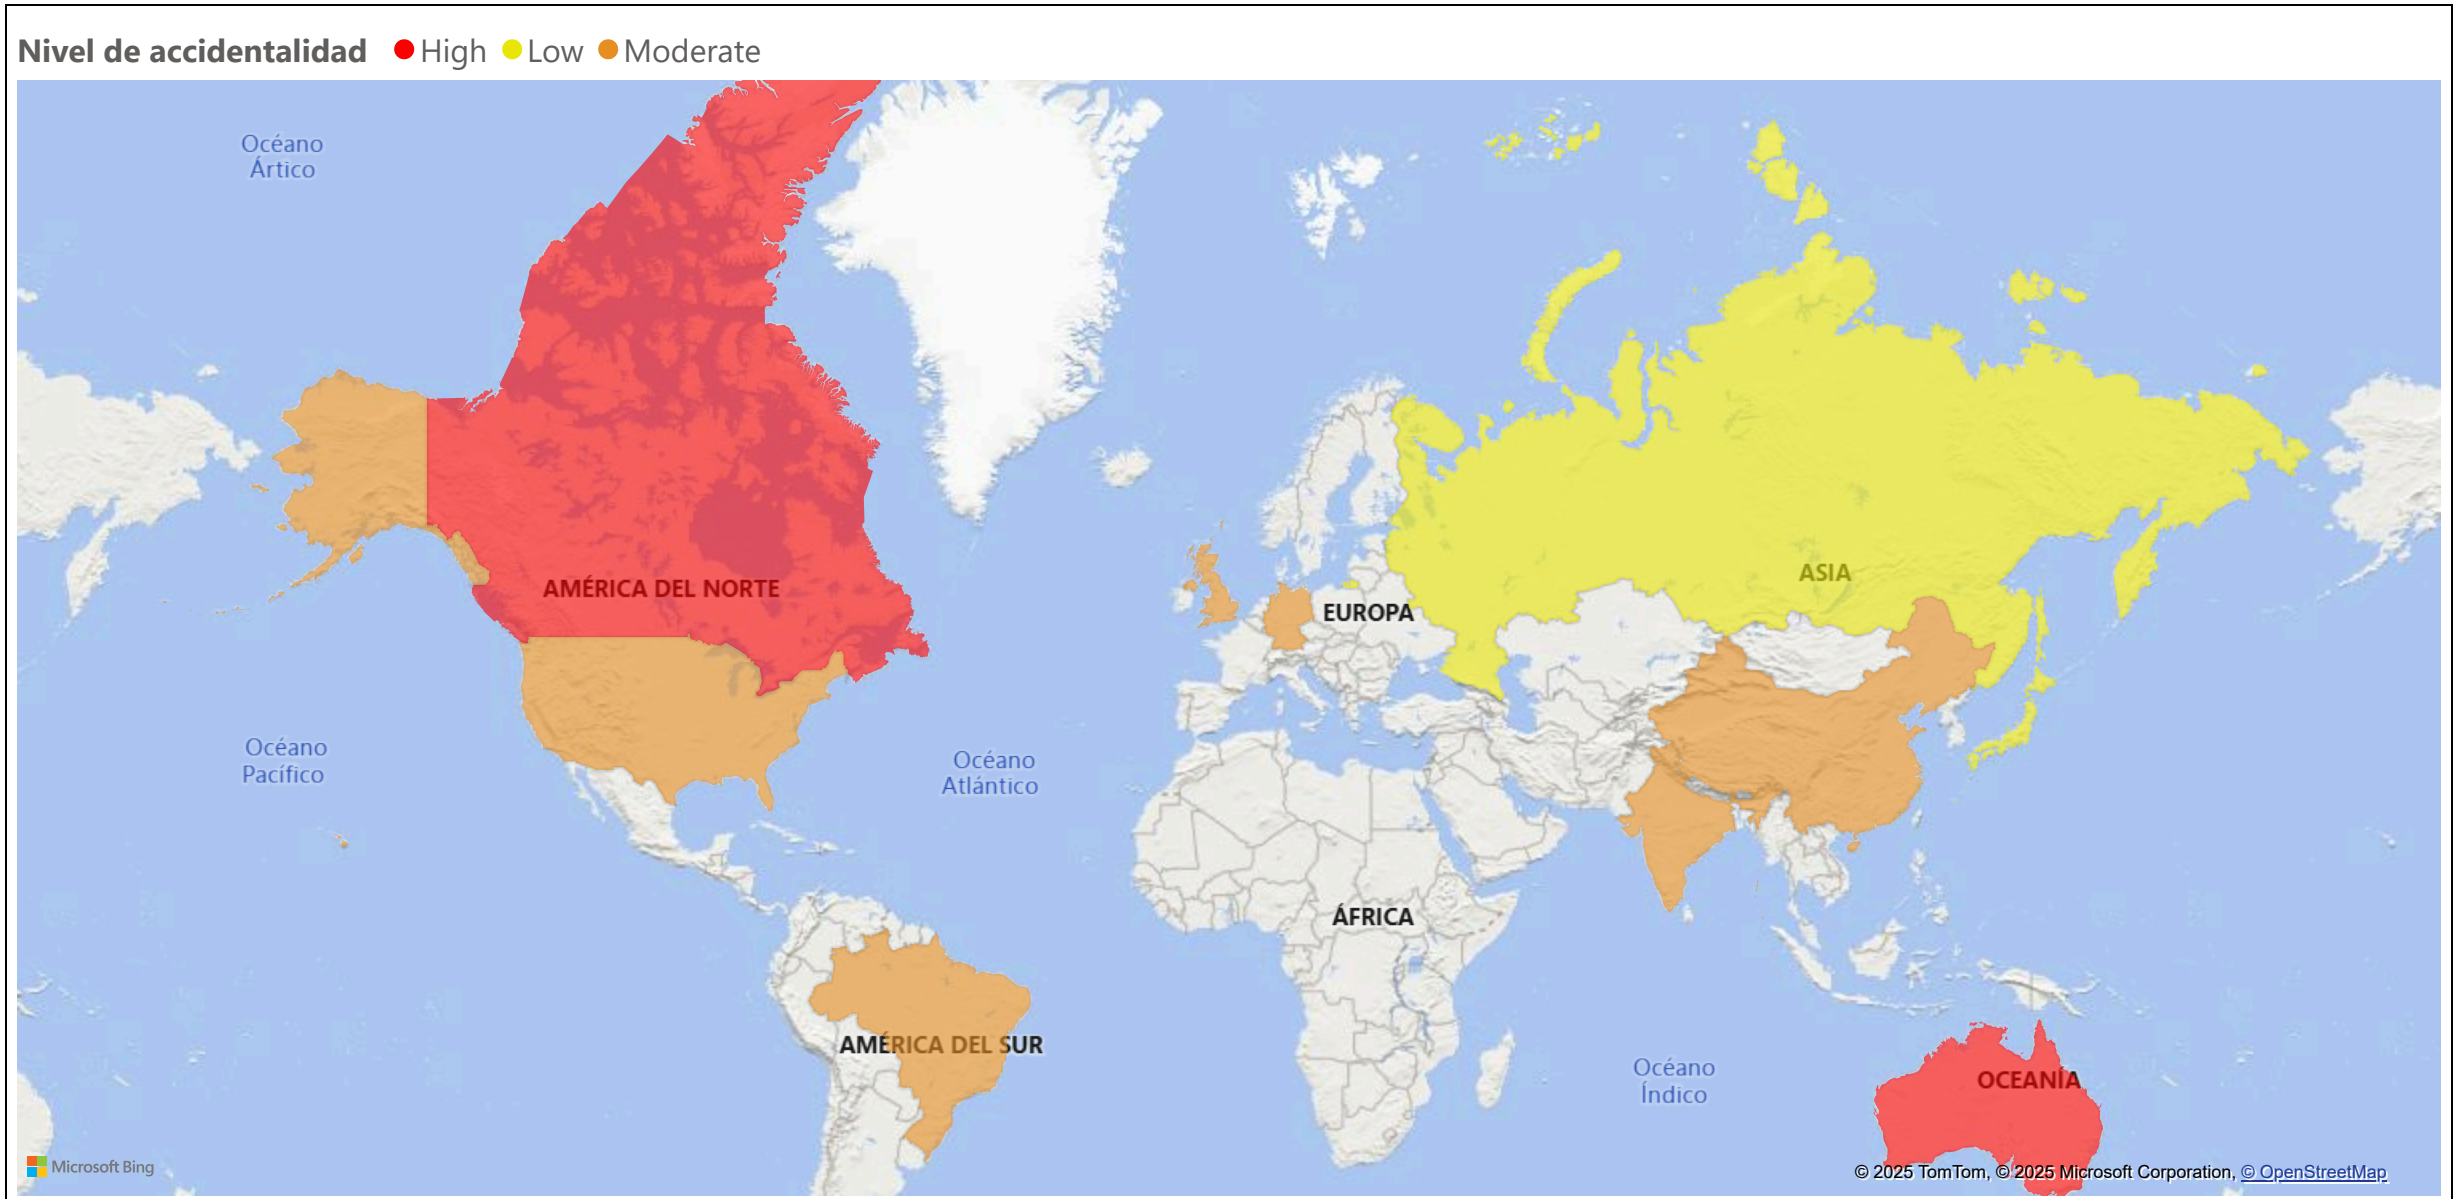 Nivel de accidentalidad High Low Moderate
Océano
Ártico
AMÉRICA DEL NORTE
ASIA
EUROPA
Océano
Pacífico
Océano
Atlántico
ÁFRICA
AMÉRICA DEL SUR
Océano
Índico
OCEANÍA
Microsoft Bing
© 2025 TomTom, © 2025 Microsoft Corporation, © OpenStreetMap